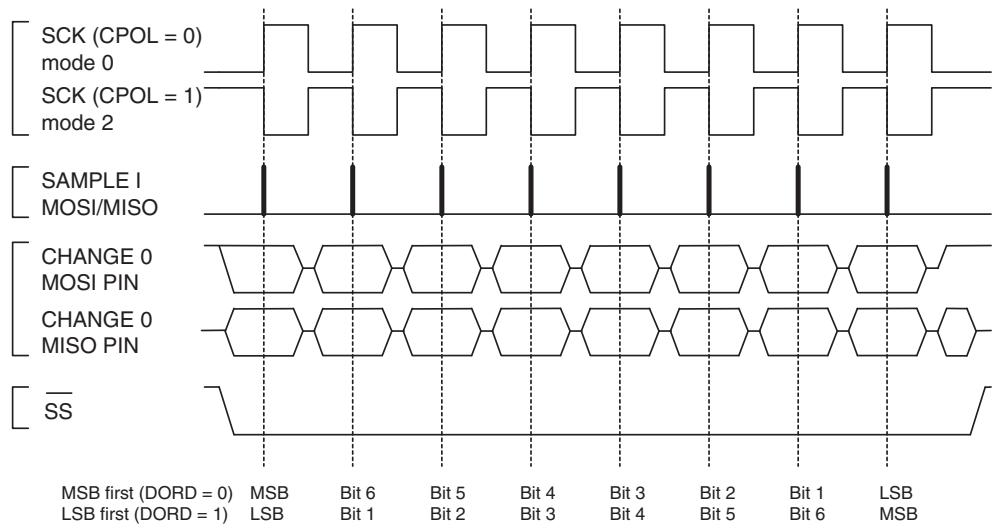 SCK (CPOL = 0)
mode 0
SCK (CPOL = 1)
mode 2
SAMPLE I
MOSI/MISO
CHANGE 0
MOSI PIN
CHANGE 0
MISO PIN
SS
MSB first (DORD = 0) MSB Bit 6 Bit 5 Bit 4 Bit 3 Bit 2 Bit 1 LSB
LSB first (DORD = 1) LSB Bit 1 Bit 2 Bit 3 Bit 4 Bit 5 Bit 6 MSB